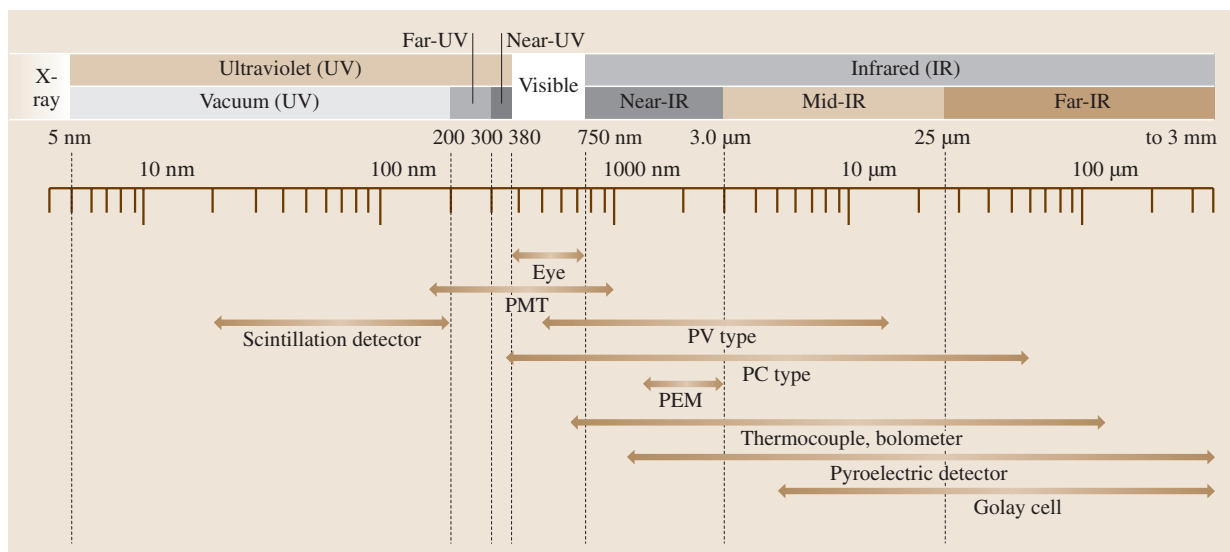 Far-UV Near-UV
X-
ray
Ultraviolet (UV)
Visible
Infrared (IR)
Vacuum (UV)
Near-IR Mid-IR Far-IR
5 nm 200 300 380 750 nm 3.0 µm 25 µm to 3 mm
10 nm 100 nm 1000 nm 10 µm 100 µm
Eye
PMT
Scintillation detector
PV type
PC type
PEM
Thermocouple, bolometer
Pyroelectric detector
Golay cell